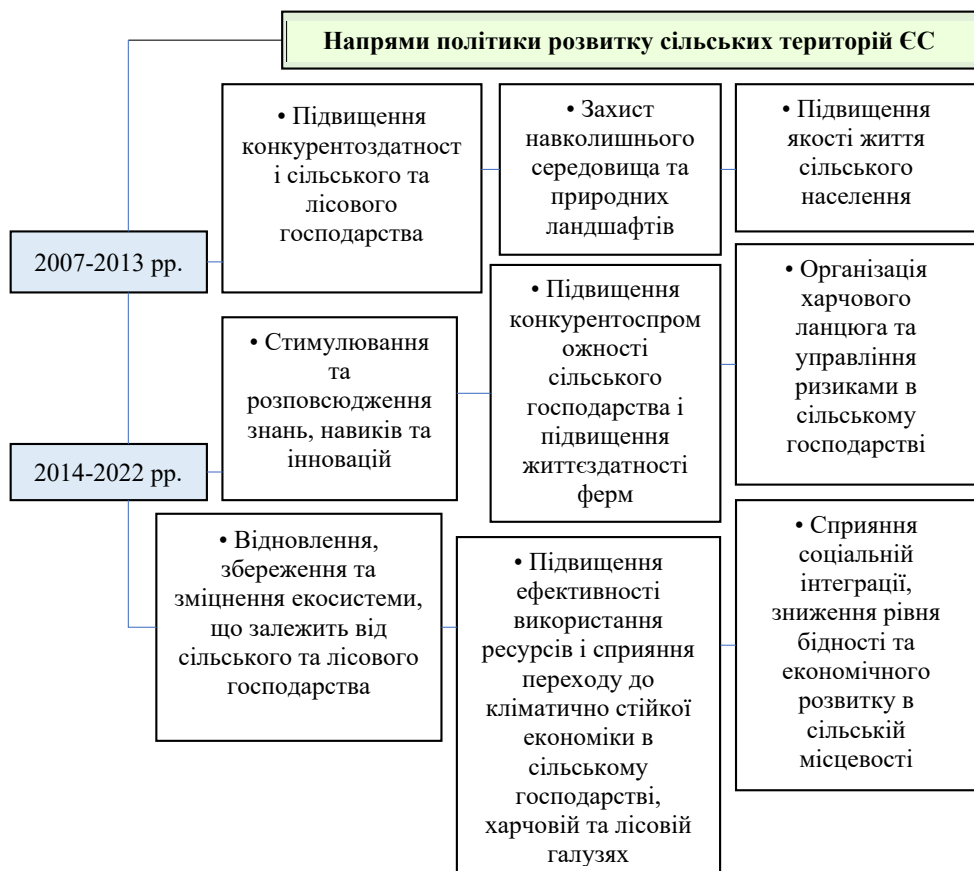 Напрями політики розвитку сільських територій ЄС
2007-2013 рр.
• Підвищення
конкурентоздатност
і сільського та
лісового
господарства
• Захист
навколишнього
середовища та
природних
ландшафтів
• Підвищення
якості життя
сільського
населення
2014-2022 рр.
• Стимулювання
та
розповсюдження
знань, навиків та
інновацій
• Підвищення
конкурентоспром
ожності
сільського
господарства і
підвищення
життєздатності
ферм
• Організація
харчового
ланцюга та
управління
ризиками в
сільському
господарстві
• Відновлення,
збереження та
зміцнення екосистеми,
що залежить від
сільського та лісового
господарства
• Підвищення
ефективності
використання
ресурсів і сприяння
переходу до
кліматично стійкої
економіки в
сільському
господарстві,
харчовій та лісовій
галузях
• Сприяння
соціальній
інтеграції,
зниження рівня
бідності та
економічного
розвитку в
сільській
місцевості